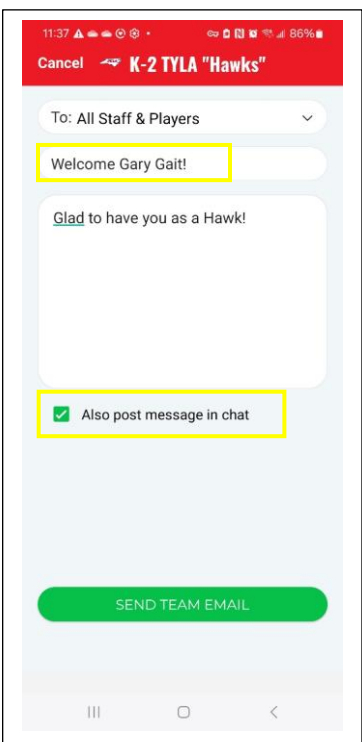 11:37 86%
Cancel K-2 TYLA "Hawks"
To: All Staff & Players
Welcome Gary Gait!
Glad to have you as a Hawk!
Also post message in chat
SEND TEAM EMAIL